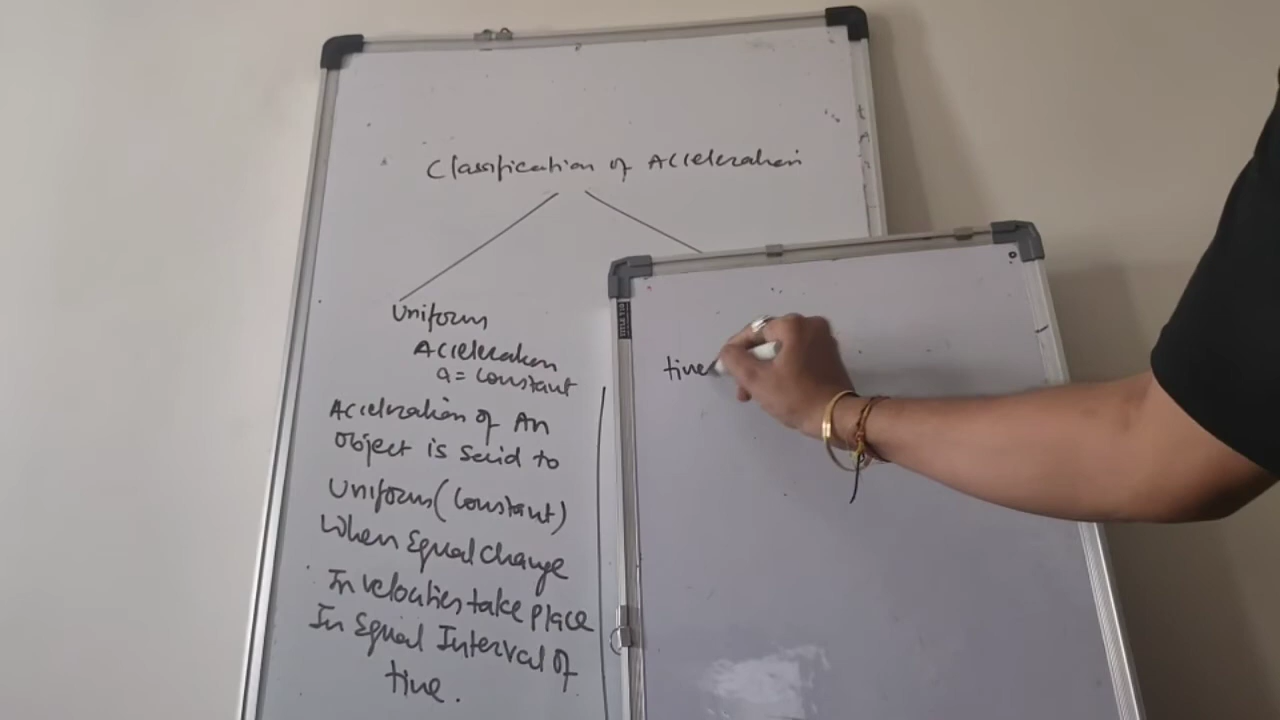 Classification of Acceleration
Uniform
Acceleration
a = constant
Acceleration of An
object is said to
Uniform (constant)
When Equal change
In velocities take place
In Equal Interval of
time.
time